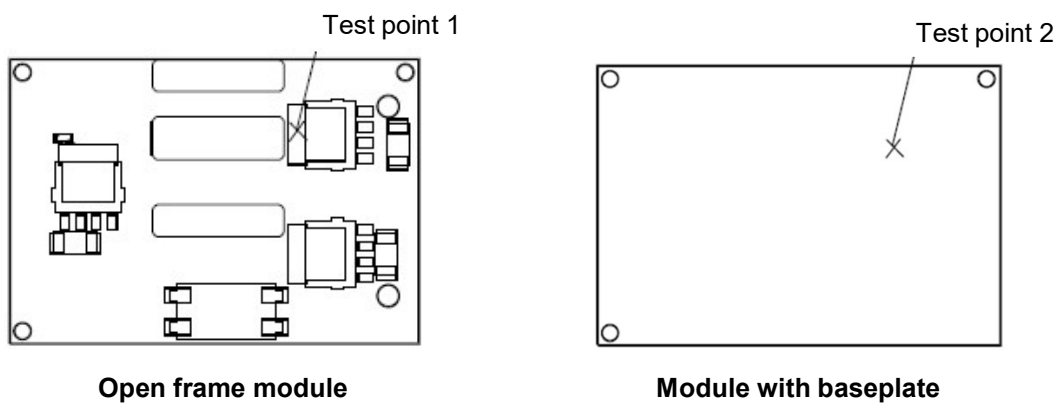 Test point 1
Test point 2
Open frame module
Module with baseplate